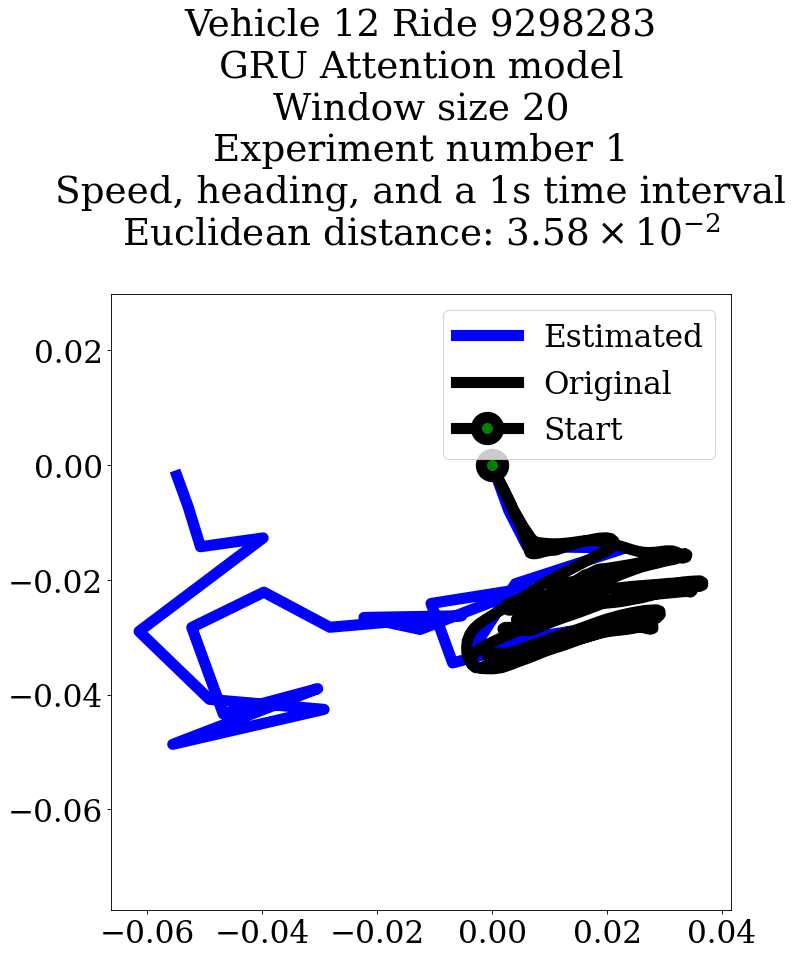 Vehicle 12 Ride 9298283
GRU Attention model
Window size 20
Experiment number 1
Speed, heading, and a 1s time interval
Euclidean distance: 3.58 × 10⁻²
Estimated
Original
Start
0.02
0.00
−0.02
−0.04
−0.06
−0.06 −0.04 −0.02 0.00 0.02 0.04